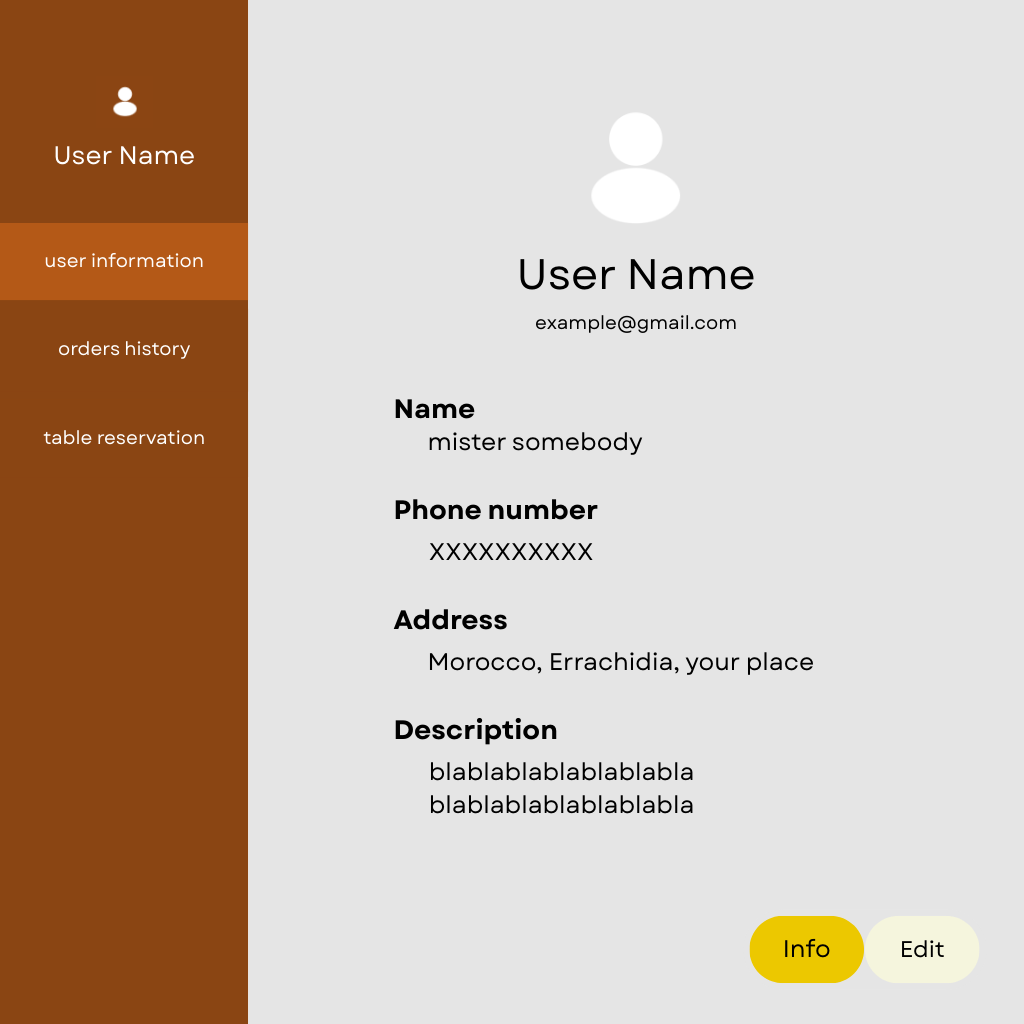 User Name
user information
orders history
table reservation
User Name
example@gmail.com
Name
mister somebody
Phone number
XXXXXXXXXX
Address
Morocco, Errachidia, your place
Description
blablablablablablabla
blablablablablablabla
Info
Edit